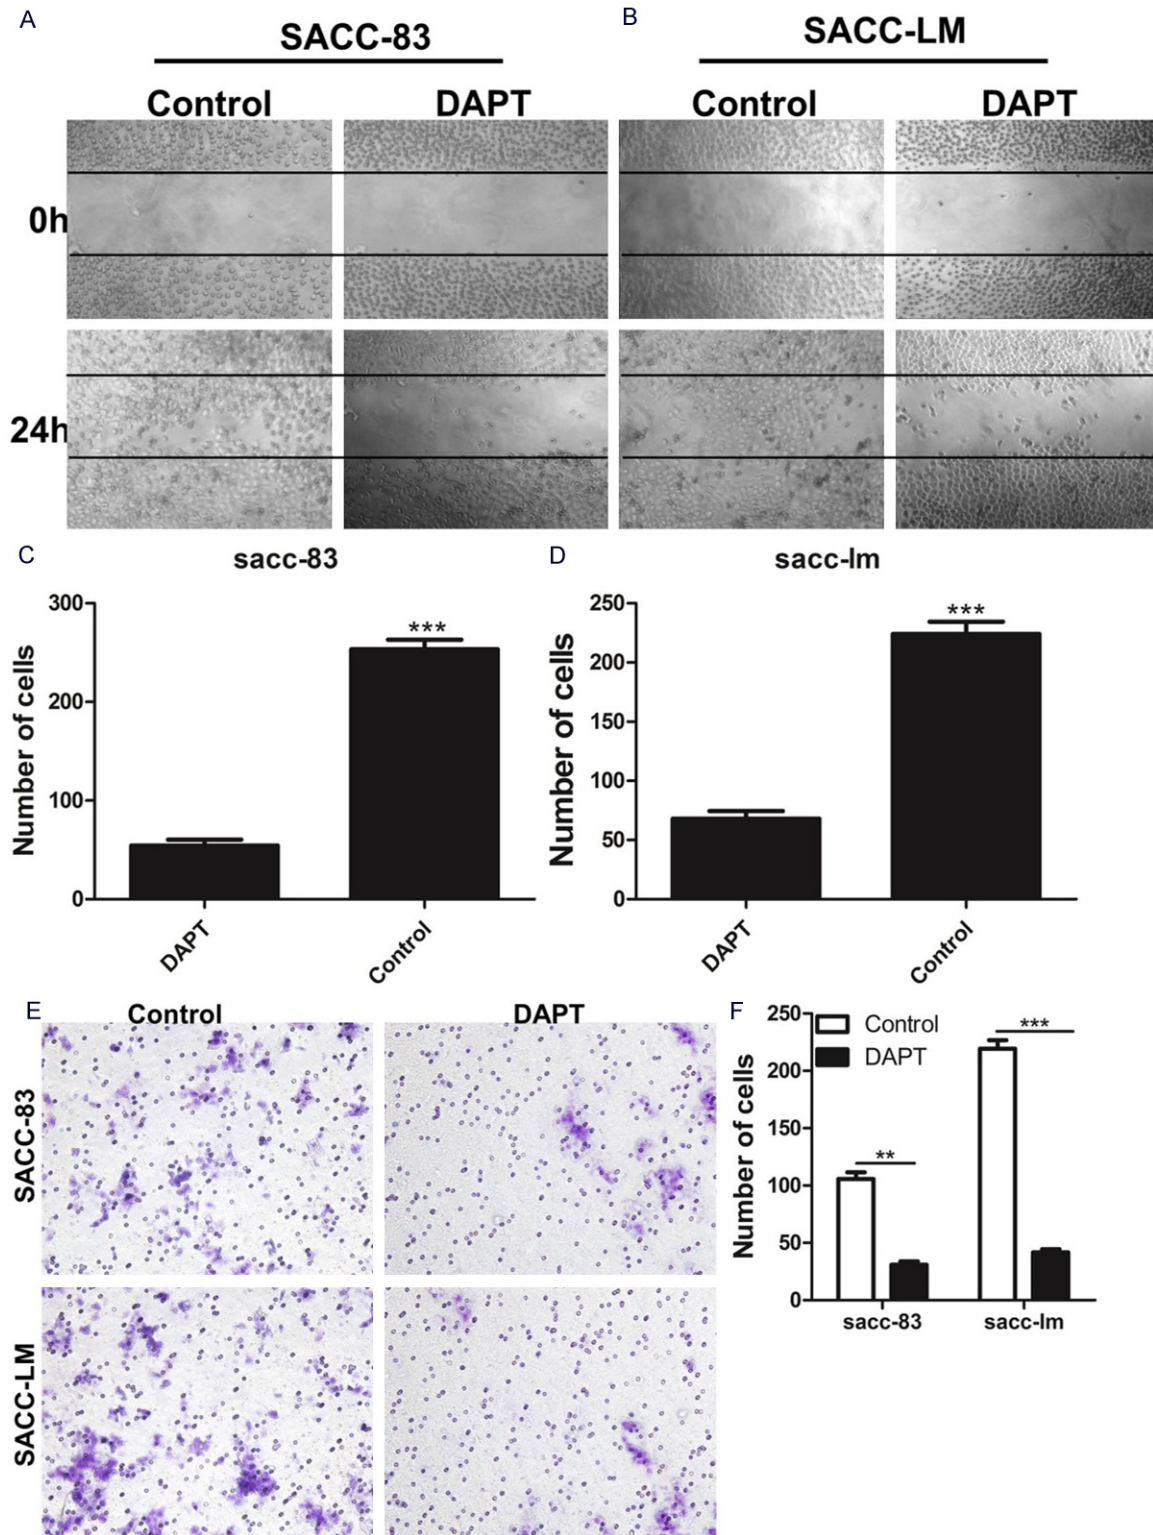 A
B
SACC-83
SACC-LM
Control
DAPT
Control
DAPT
0h
24h
C
sacc-83
D
sacc-lm
Number of cells
300
200
100
0
***
DAPT
Control
Number of cells
250
200
150
100
50
0
***
DAPT
Control
E
Control
DAPT
SACC-83
SACC-LM
F
Number of cells
250
200
150
100
50
0
Control
DAPT
**
***
sacc-83
sacc-lm